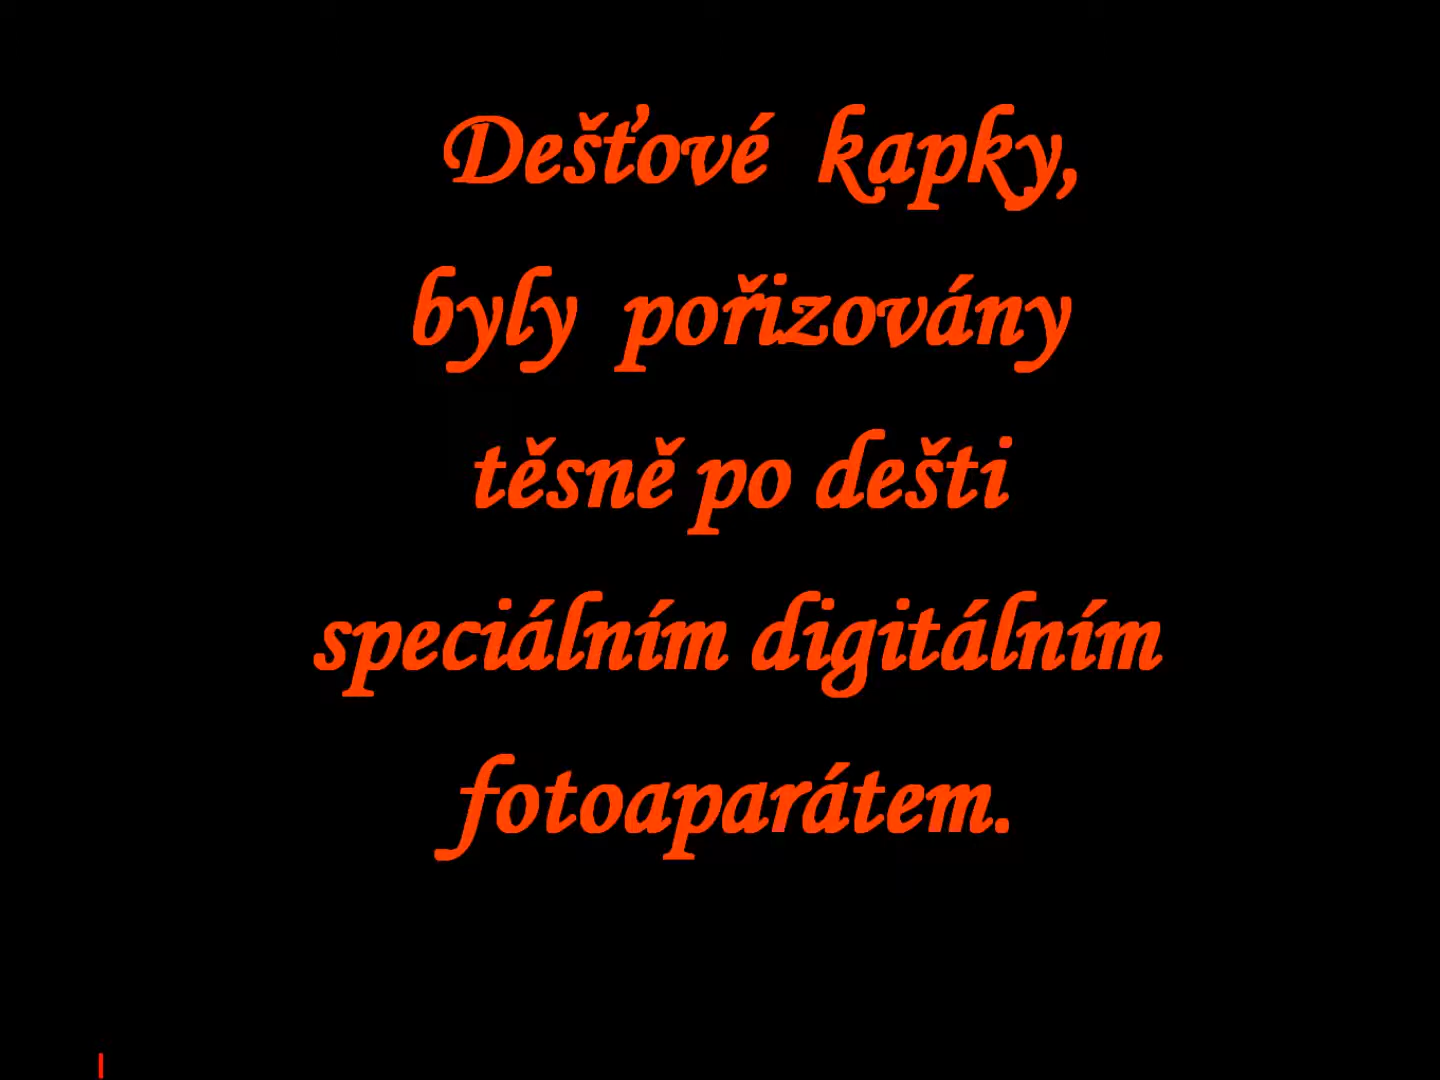 Dešťové kapky,
byly pořizovány
těsně po dešti
speciálním digitálním
fotoaparátem.